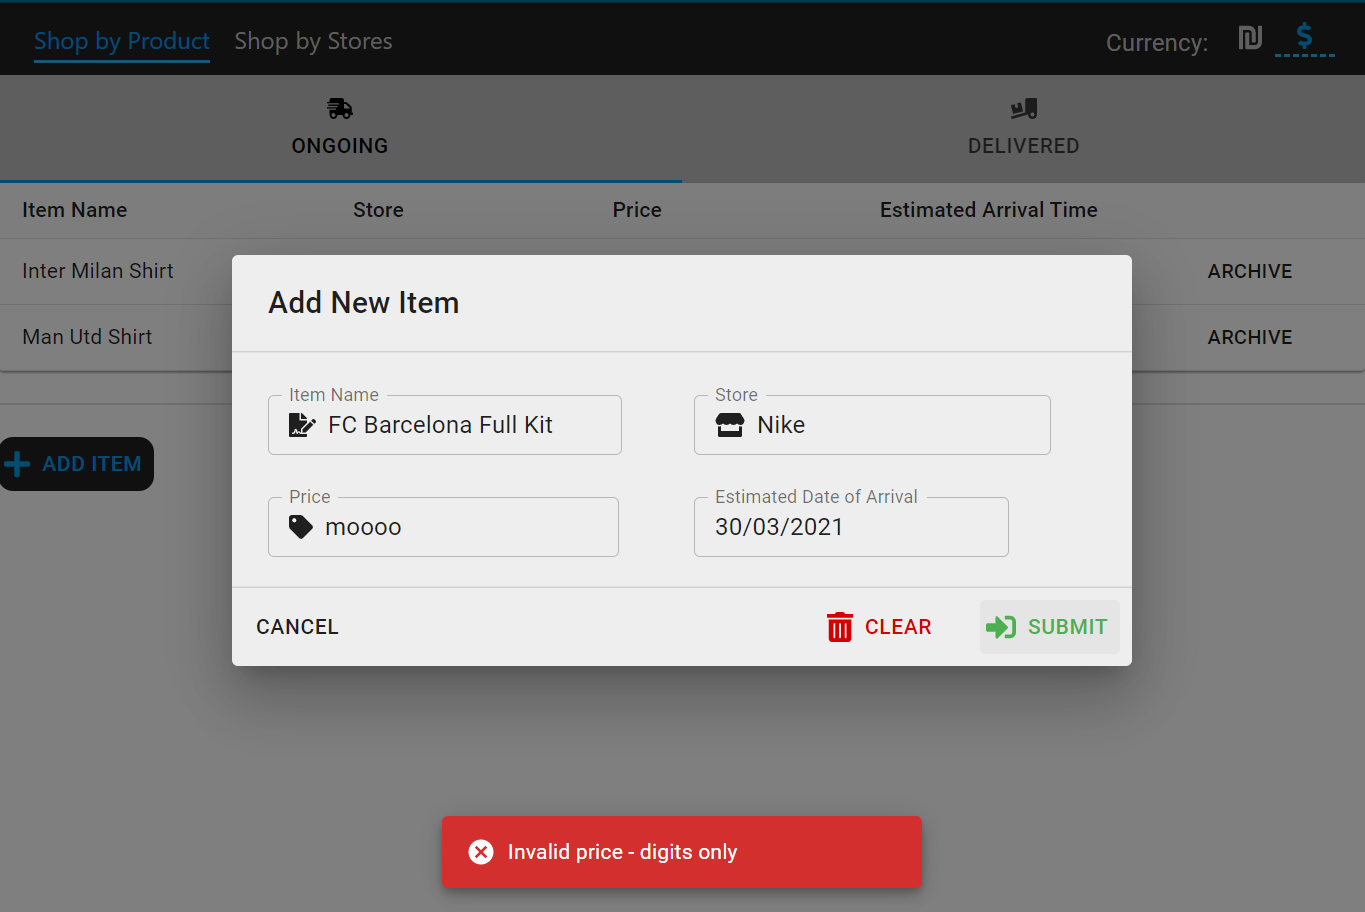 Shop by Product Shop by Stores Currency: ₪ $
ONGOING DELIVERED
Item Name Store Price Estimated Arrival Time
Inter Milan Shirt ARCHIVE
Man Utd Shirt ARCHIVE
ADD ITEM
Add New Item
Item Name Store
FC Barcelona Full Kit Nike
Price Estimated Date of Arrival
moooo 30/03/2021
CANCEL CLEAR SUBMIT
Invalid price - digits only